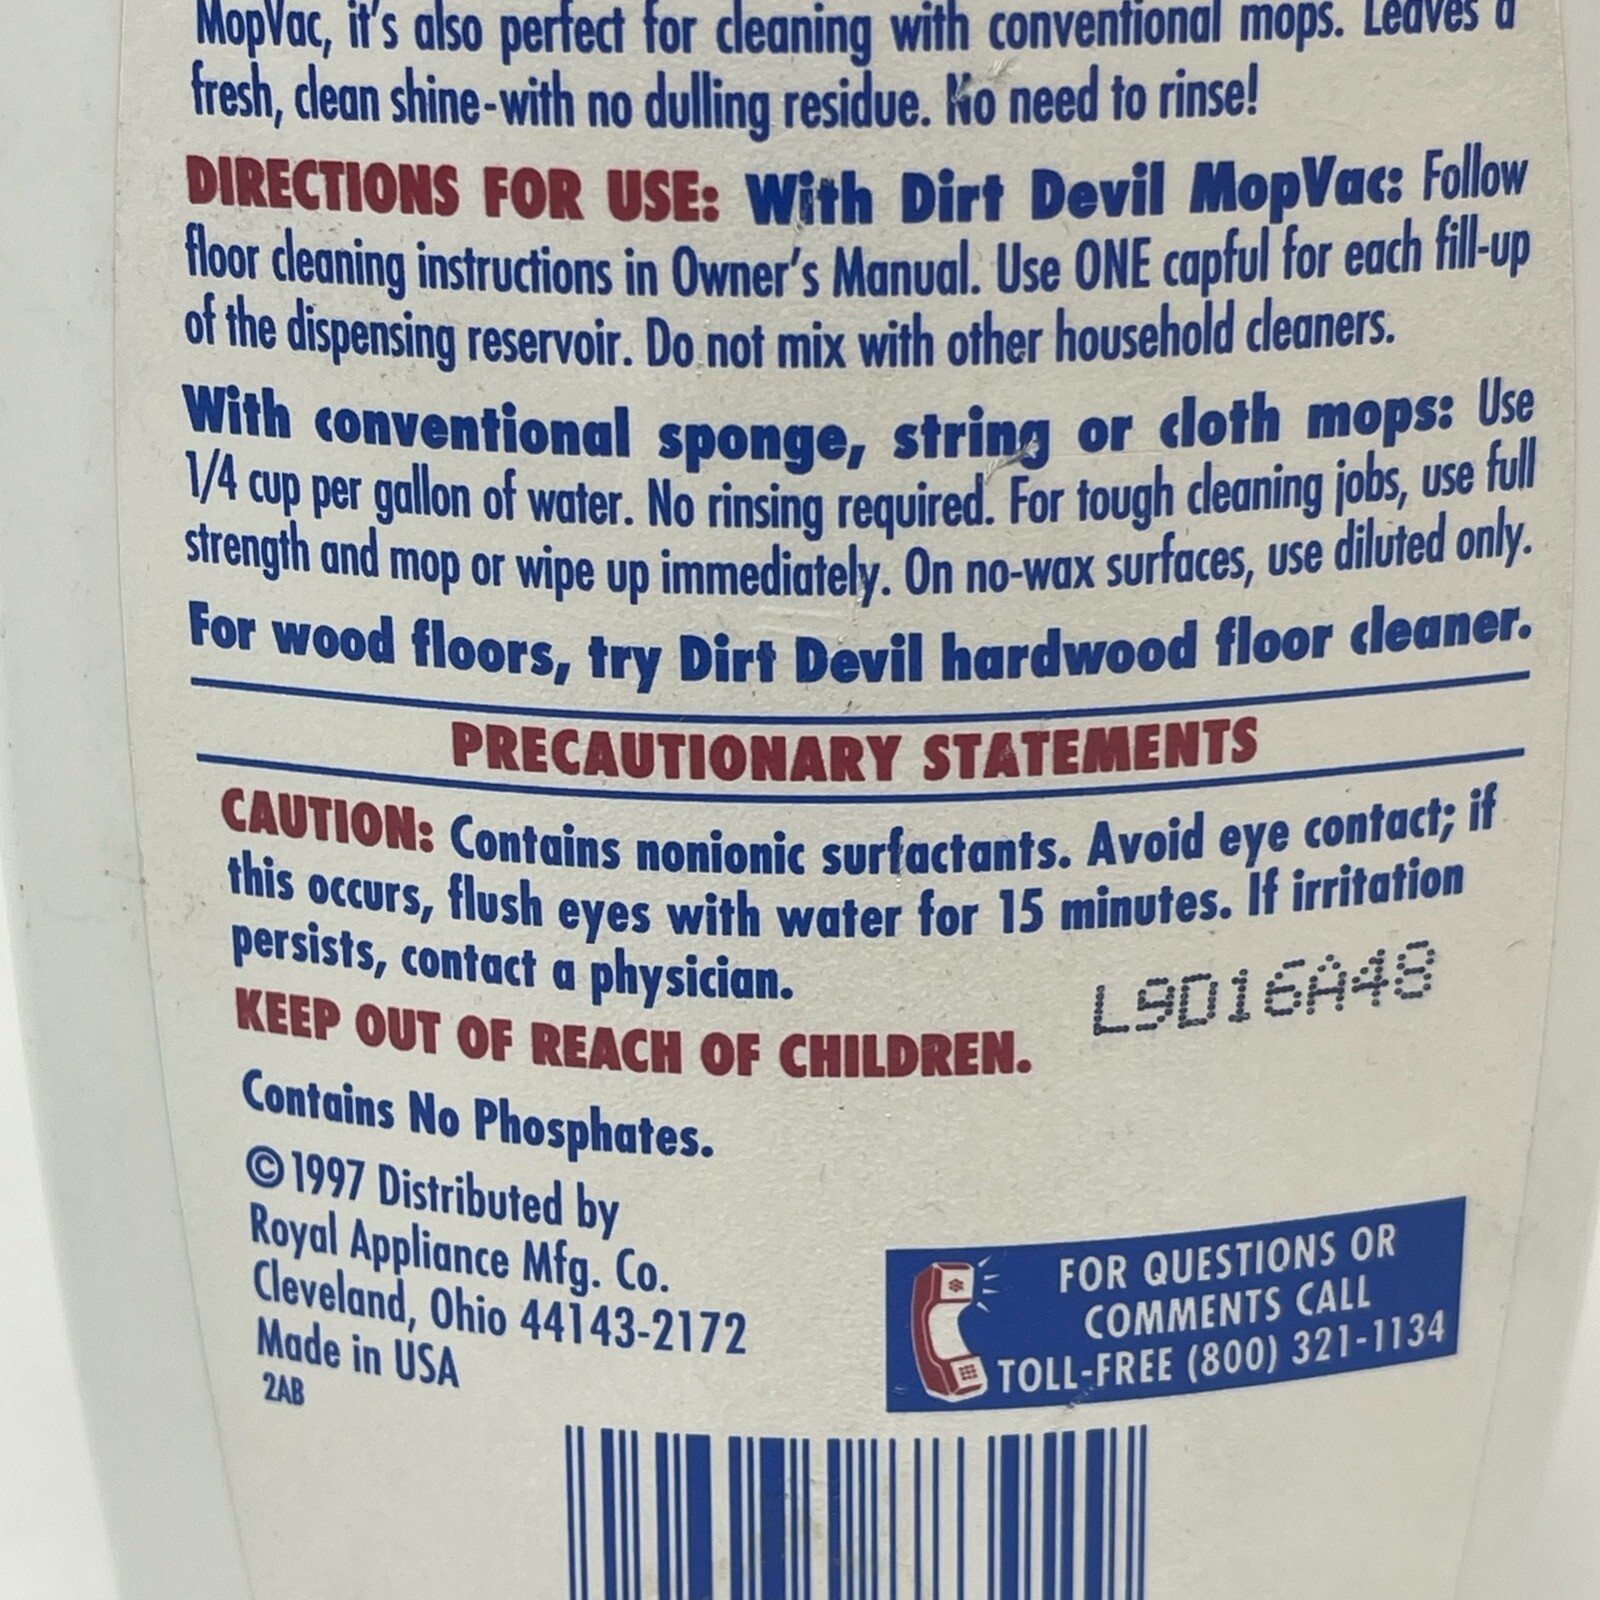 MopVac, it's also perfect for cleaning with conventional mops. Leaves a
fresh, clean shine-with no dulling residue. No need to rinse!
DIRECTIONS FOR USE: With Dirt Devil MopVac: Follow
floor cleaning instructions in Owner's Manual. Use ONE capful for each fill-up
of the dispensing reservoir. Do not mix with other household cleaners.
With conventional sponge, string or cloth mops: Use
1/4 cup per gallon of water. No rinsing required. For tough cleaning jobs, use full
strength and mop or wipe up immediately. On no-wax surfaces, use diluted only.
For wood floors, try Dirt Devil hardwood floor cleaner.
PRECAUTIONARY STATEMENTS
CAUTION: Contains nonionic surfactants. Avoid eye contact; if
this occurs, flush eyes with water for 15 minutes. If irritation
persists, contact a physician.
L9D16A48
KEEP OUT OF REACH OF CHILDREN.
Contains No Phosphates.
©1997 Distributed by
Royal Appliance Mfg. Co.
Cleveland, Ohio 44143-2172
Made in USA
2AB
FOR QUESTIONS OR
COMMENTS CALL
TOLL-FREE (800) 321-1134